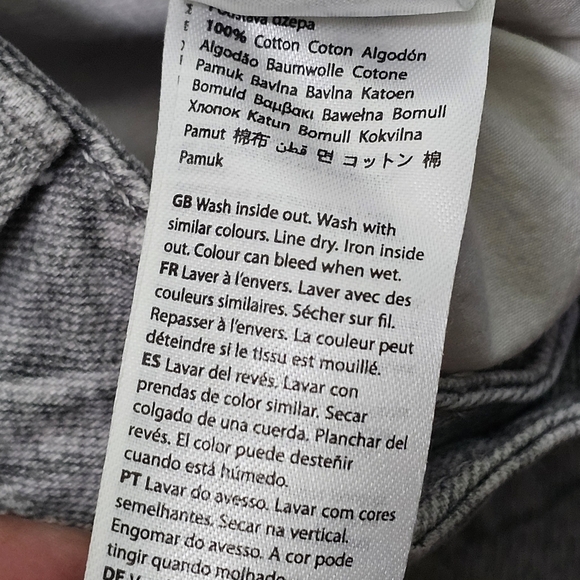 džepa
100% Cotton Coton Algodón
Algodão Baumwolle Cotone
Pamuk Bavlna Bavlna Katoen
Bomuld Βαμβακι Bawełna Bomull
Хлопок Katun Bomull Kokvilna
Pamut 棉布 قطن 면 コットン 棉
Pamuk
GB Wash inside out. Wash with
similar colours. Line dry. Iron inside
out. Colour can bleed when wet.
FR Laver à l'envers. Laver avec des
couleurs similaires. Sécher sur fil.
Repasser à l'envers. La couleur peut
déteindre si le tissu est mouillé.
ES Lavar del revés. Lavar con
prendas de color similar. Secar
colgado de una cuerda. Planchar del
revés. El color puede desteñir
cuando está húmedo.
PT Lavar do avesso. Lavar com cores
semelhantes. Secar na vertical.
Engomar do avesso. A cor pode
tingir quando molhado.
DE